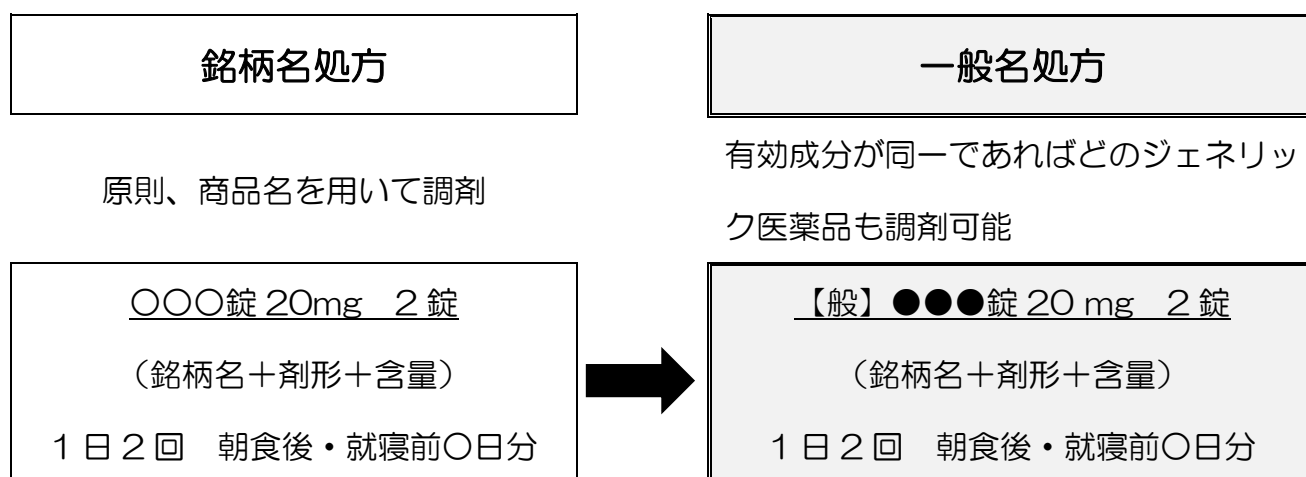 銘柄名処方
原則、商品名を用いて調剤
〇〇〇錠 20mg　2 錠
（銘柄名＋剤形＋含量）
１日２回　朝食後・就寝前〇日分
一般名処方
有効成分が同一であればどのジェネリッ
ク医薬品も調剤可能
【般】●●●錠 20 mg　2 錠
（銘柄名＋剤形＋含量）
１日２回　朝食後・就寝前〇日分